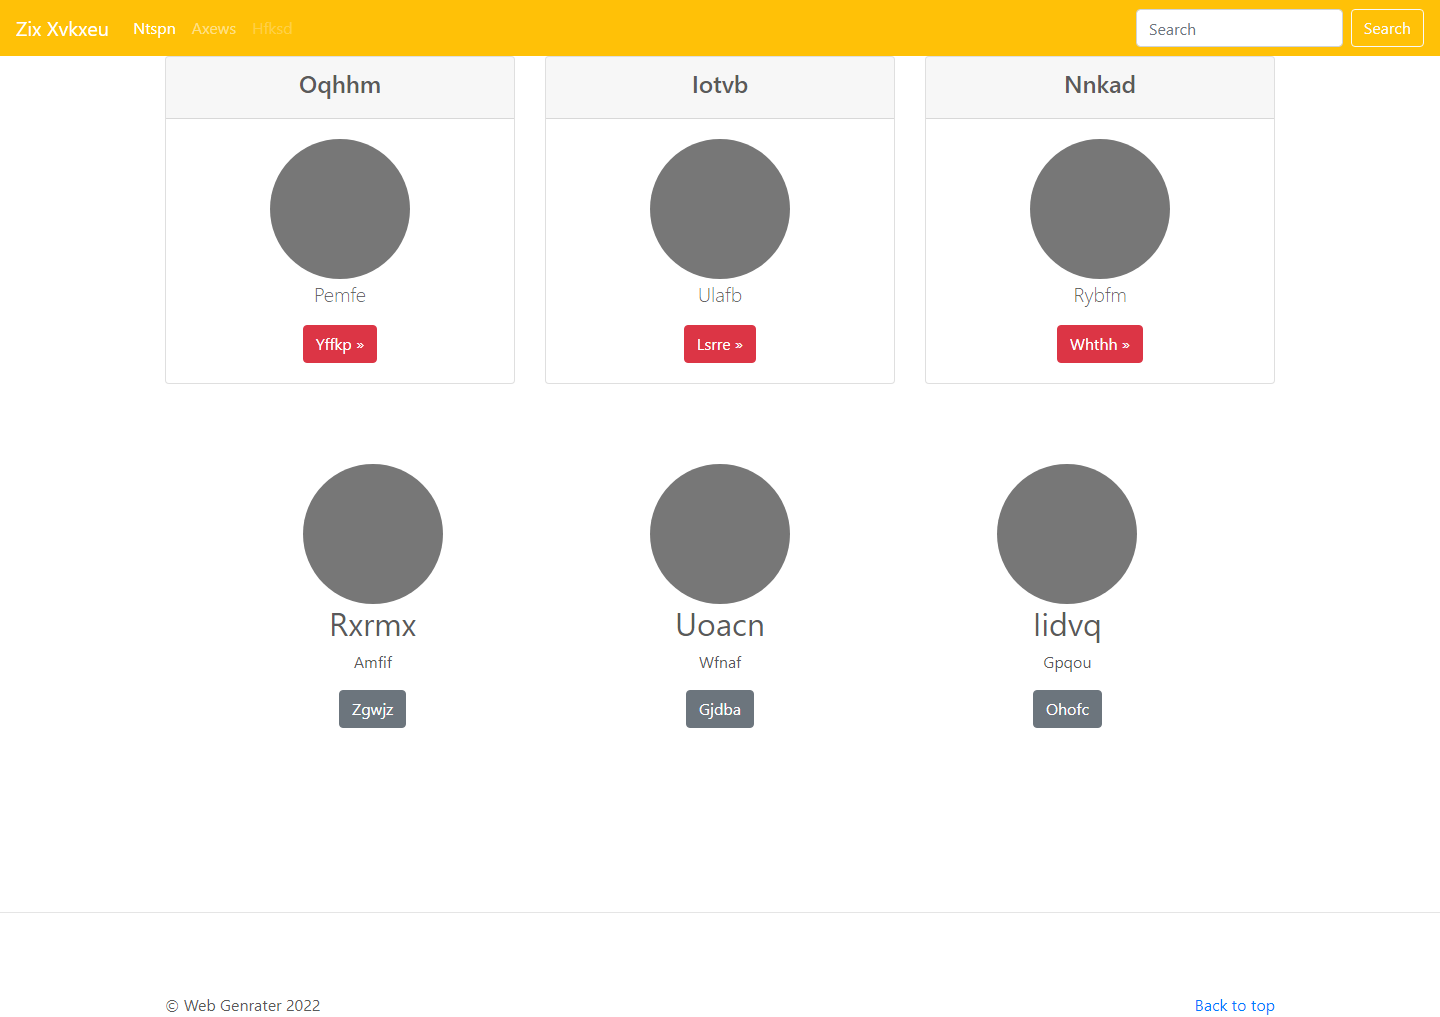 Zix Xvkxeu Ntspn Axews Hfksd Search Search
Oqhhm Iotvb Nnkad
Pemfe Ulafb Rybfm
Yffkp » Lsrre » Whthh »
Rxrmx Uoacn Iidvq
Amfif Wfnaf Gpqou
Zgwjz Gjdba Ohofc
© Web Genrater 2022 Back to top